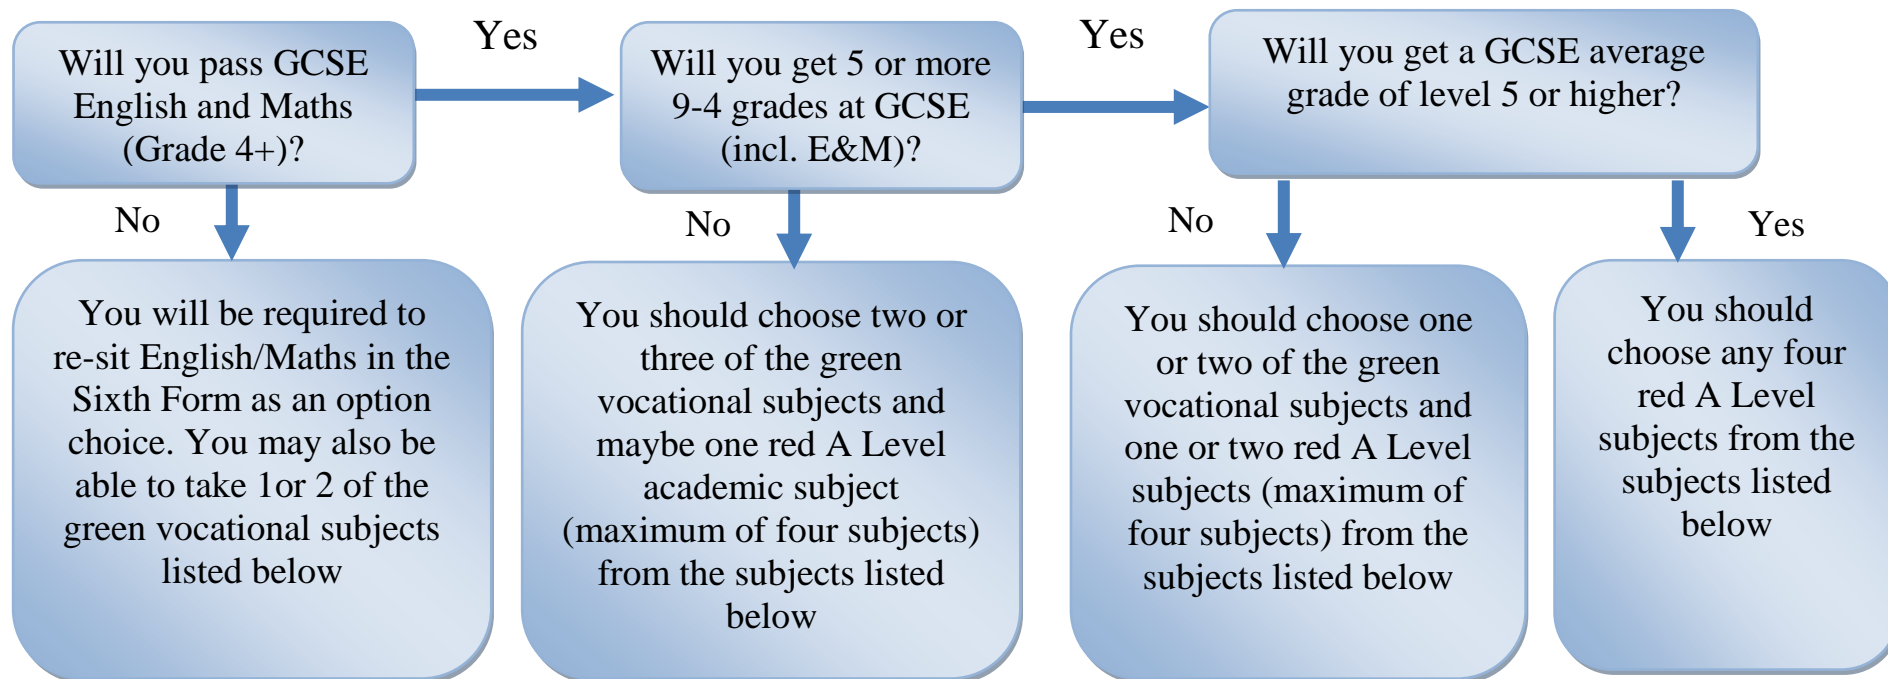 Will you pass GCSE
English and Maths
(Grade 4+)?
Yes
Will you get 5 or more
9-4 grades at GCSE
(incl. E&M)?
Yes
Will you get a GCSE average
grade of level 5 or higher?
No
No
No
Yes
You will be required to
re-sit English/Maths in the
Sixth Form as an option
choice. You may also be
able to take 1or 2 of the
green vocational subjects
listed below
You should choose two or
three of the green
vocational subjects and
maybe one red A Level
academic subject
(maximum of four subjects)
from the subjects listed
below
You should choose one
or two of the green
vocational subjects and
one or two red A Level
subjects (maximum of
four subjects) from the
subjects listed below
You should
choose any four
red A Level
subjects from the
subjects listed
below